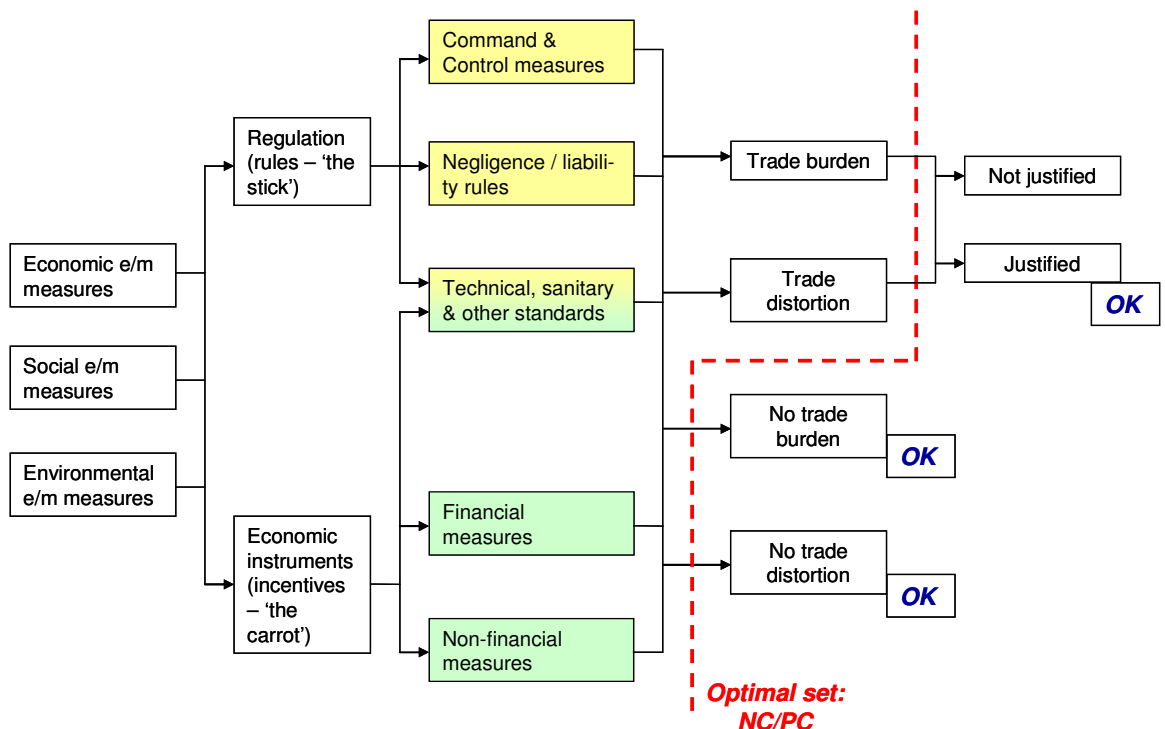 Economic e/m
measures
Social e/m
measures
Environmental
e/m measures
Regulation
(rules – ‘the
stick’)
Economic
instruments
(incentives
– ‘the
carrot’)
Command &
Control measures
Negligence / liabili-
ty rules
Technical, sanitary
& other standards
Financial
measures
Non-financial
measures
Trade burden
Trade
distortion
No trade
burden
OK
No trade
distortion
OK
Not justified
Justified
OK
Optimal set:
NC/PC